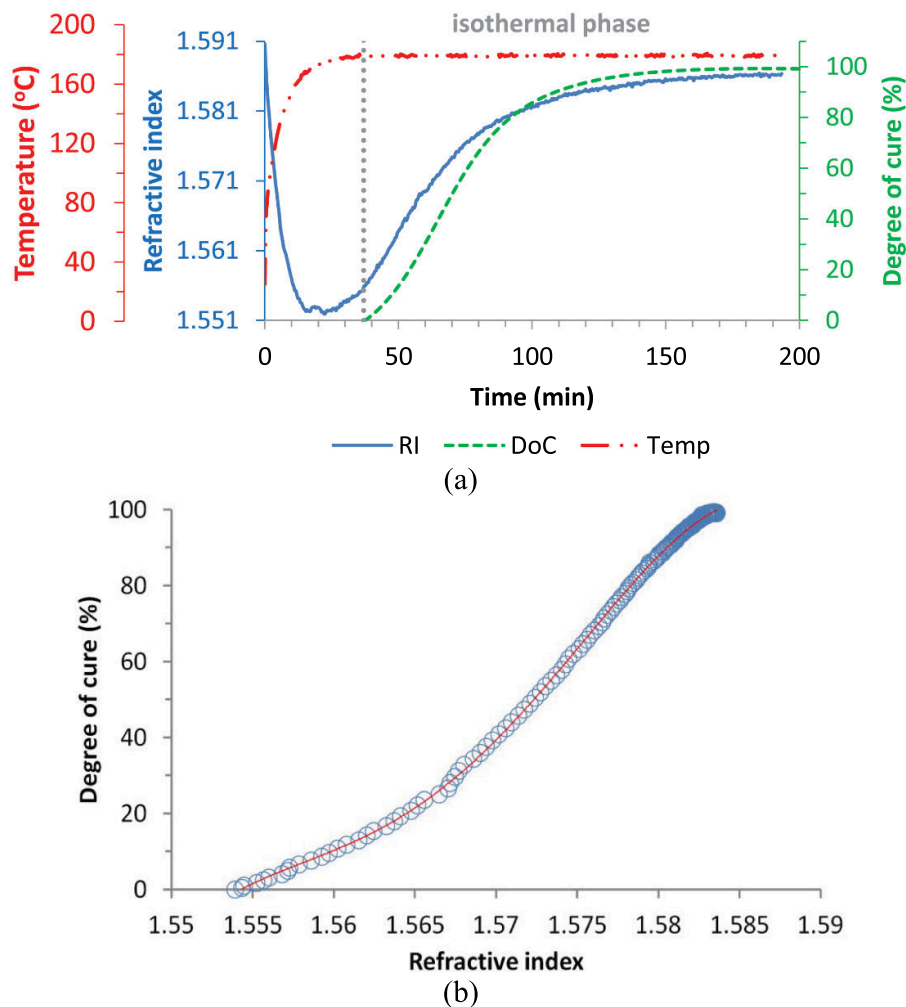 isothermal phase
Temperature (ºC)
200
160
120
80
40
0
Refractive index
1.591
1.581
1.571
1.561
1.551
Degree of cure (%)
100
80
60
40
20
0
0 50 100 150 200
Time (min)
RI DoC Temp
(a)
Degree of cure (%)
100
80
60
40
20
0
1.55 1.555 1.56 1.565 1.57 1.575 1.58 1.585 1.59
Refractive index
(b)